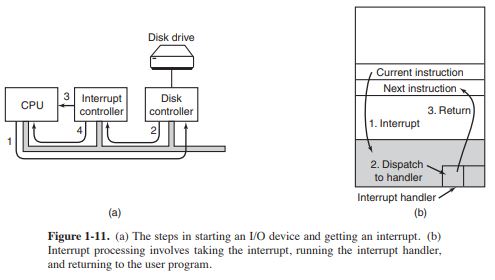 Disk drive
CPU
3
Interrupt
controller
Disk
controller
1
4
2
(a)
Current instruction
Next instruction
3. Return
1. Interrupt
2. Dispatch
to handler
Interrupt handler
(b)
Figure 1-11. (a) The steps in starting an I/O device and getting an interrupt. (b)
Interrupt processing involves taking the interrupt, running the interrupt handler,
and returning to the user program.